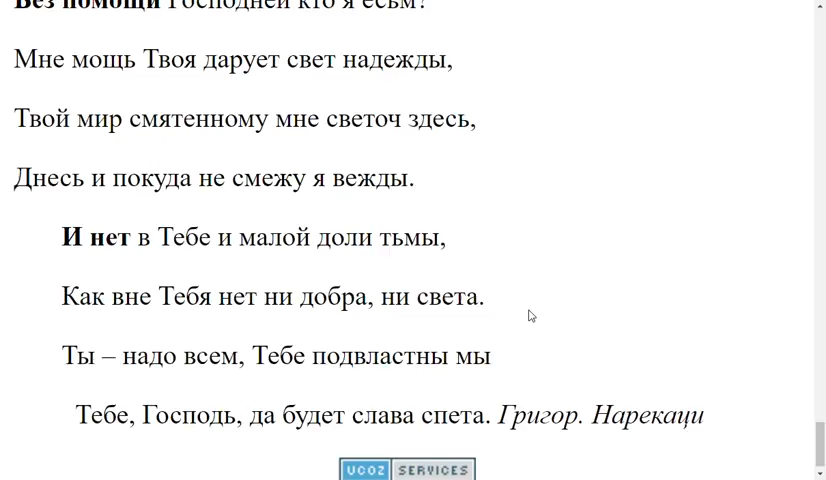 Без помощи Господней кто я есьм?
Мне мощь Твоя дарует свет надежды,
Твой мир смятенному мне светоч здесь,
Днесь и покуда не смежу я вежды.
И нет в Тебе и малой доли тьмы,
Как вне Тебя нет ни добра, ни света.
Ты – надо всем, Тебе подвластны мы
Тебе, Господь, да будет слава спета. Григор. Нарекаци
UCOZ SERVICES